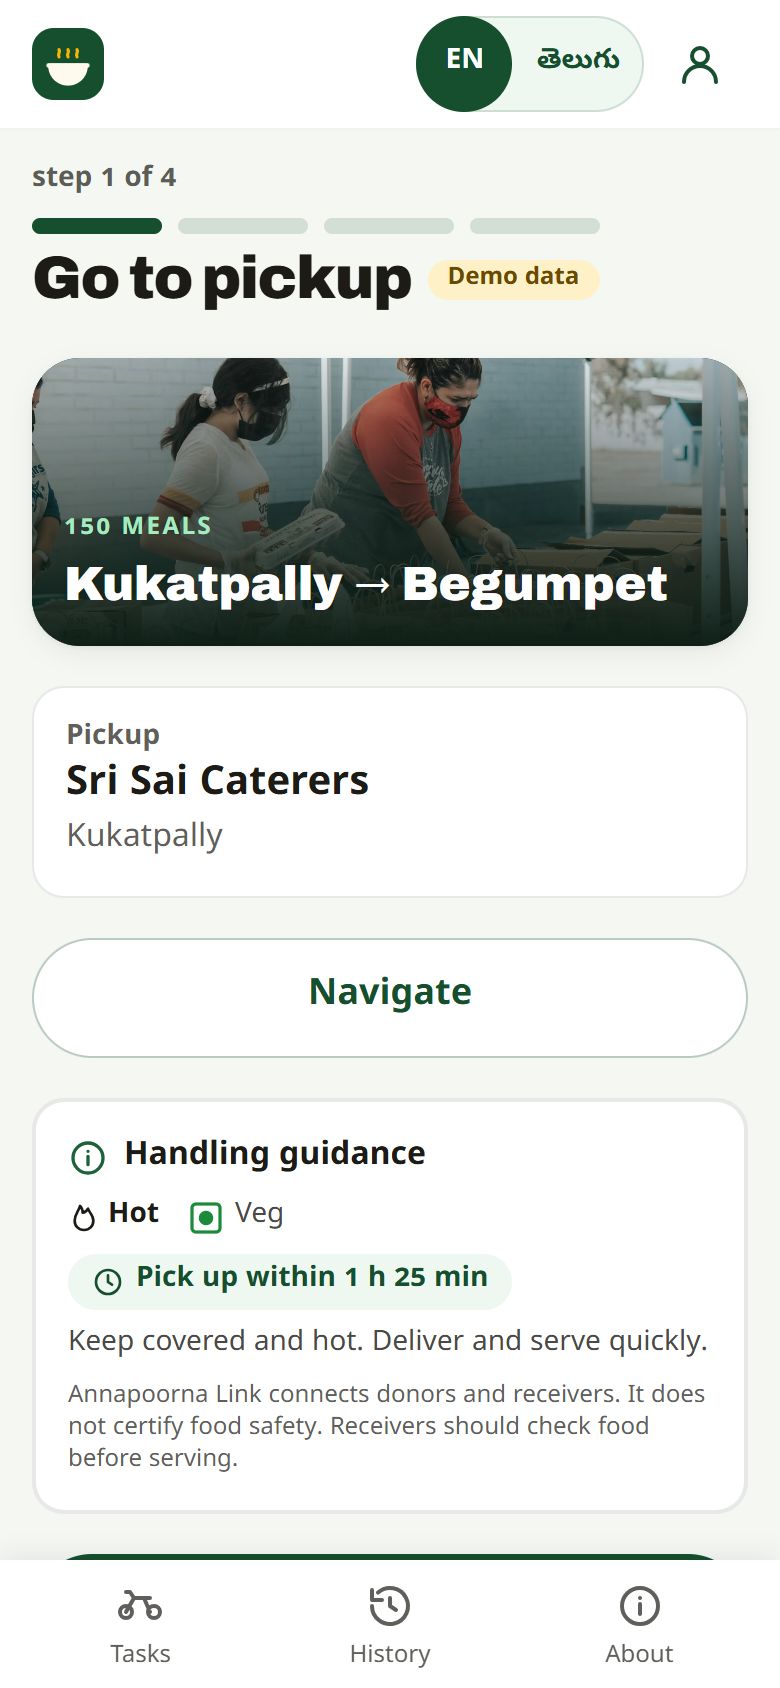 EN తెలుగు
step 1 of 4
Go to pickup Demo data
150 MEALS
Kukatpally → Begumpet
Pickup
Sri Sai Caterers
Kukatpally
Navigate
Handling guidance
Hot Veg
Pick up within 1 h 25 min
Keep covered and hot. Deliver and serve quickly.
Annapoorna Link connects donors and receivers. It does
not certify food safety. Receivers should check food
before serving.
Tasks History About